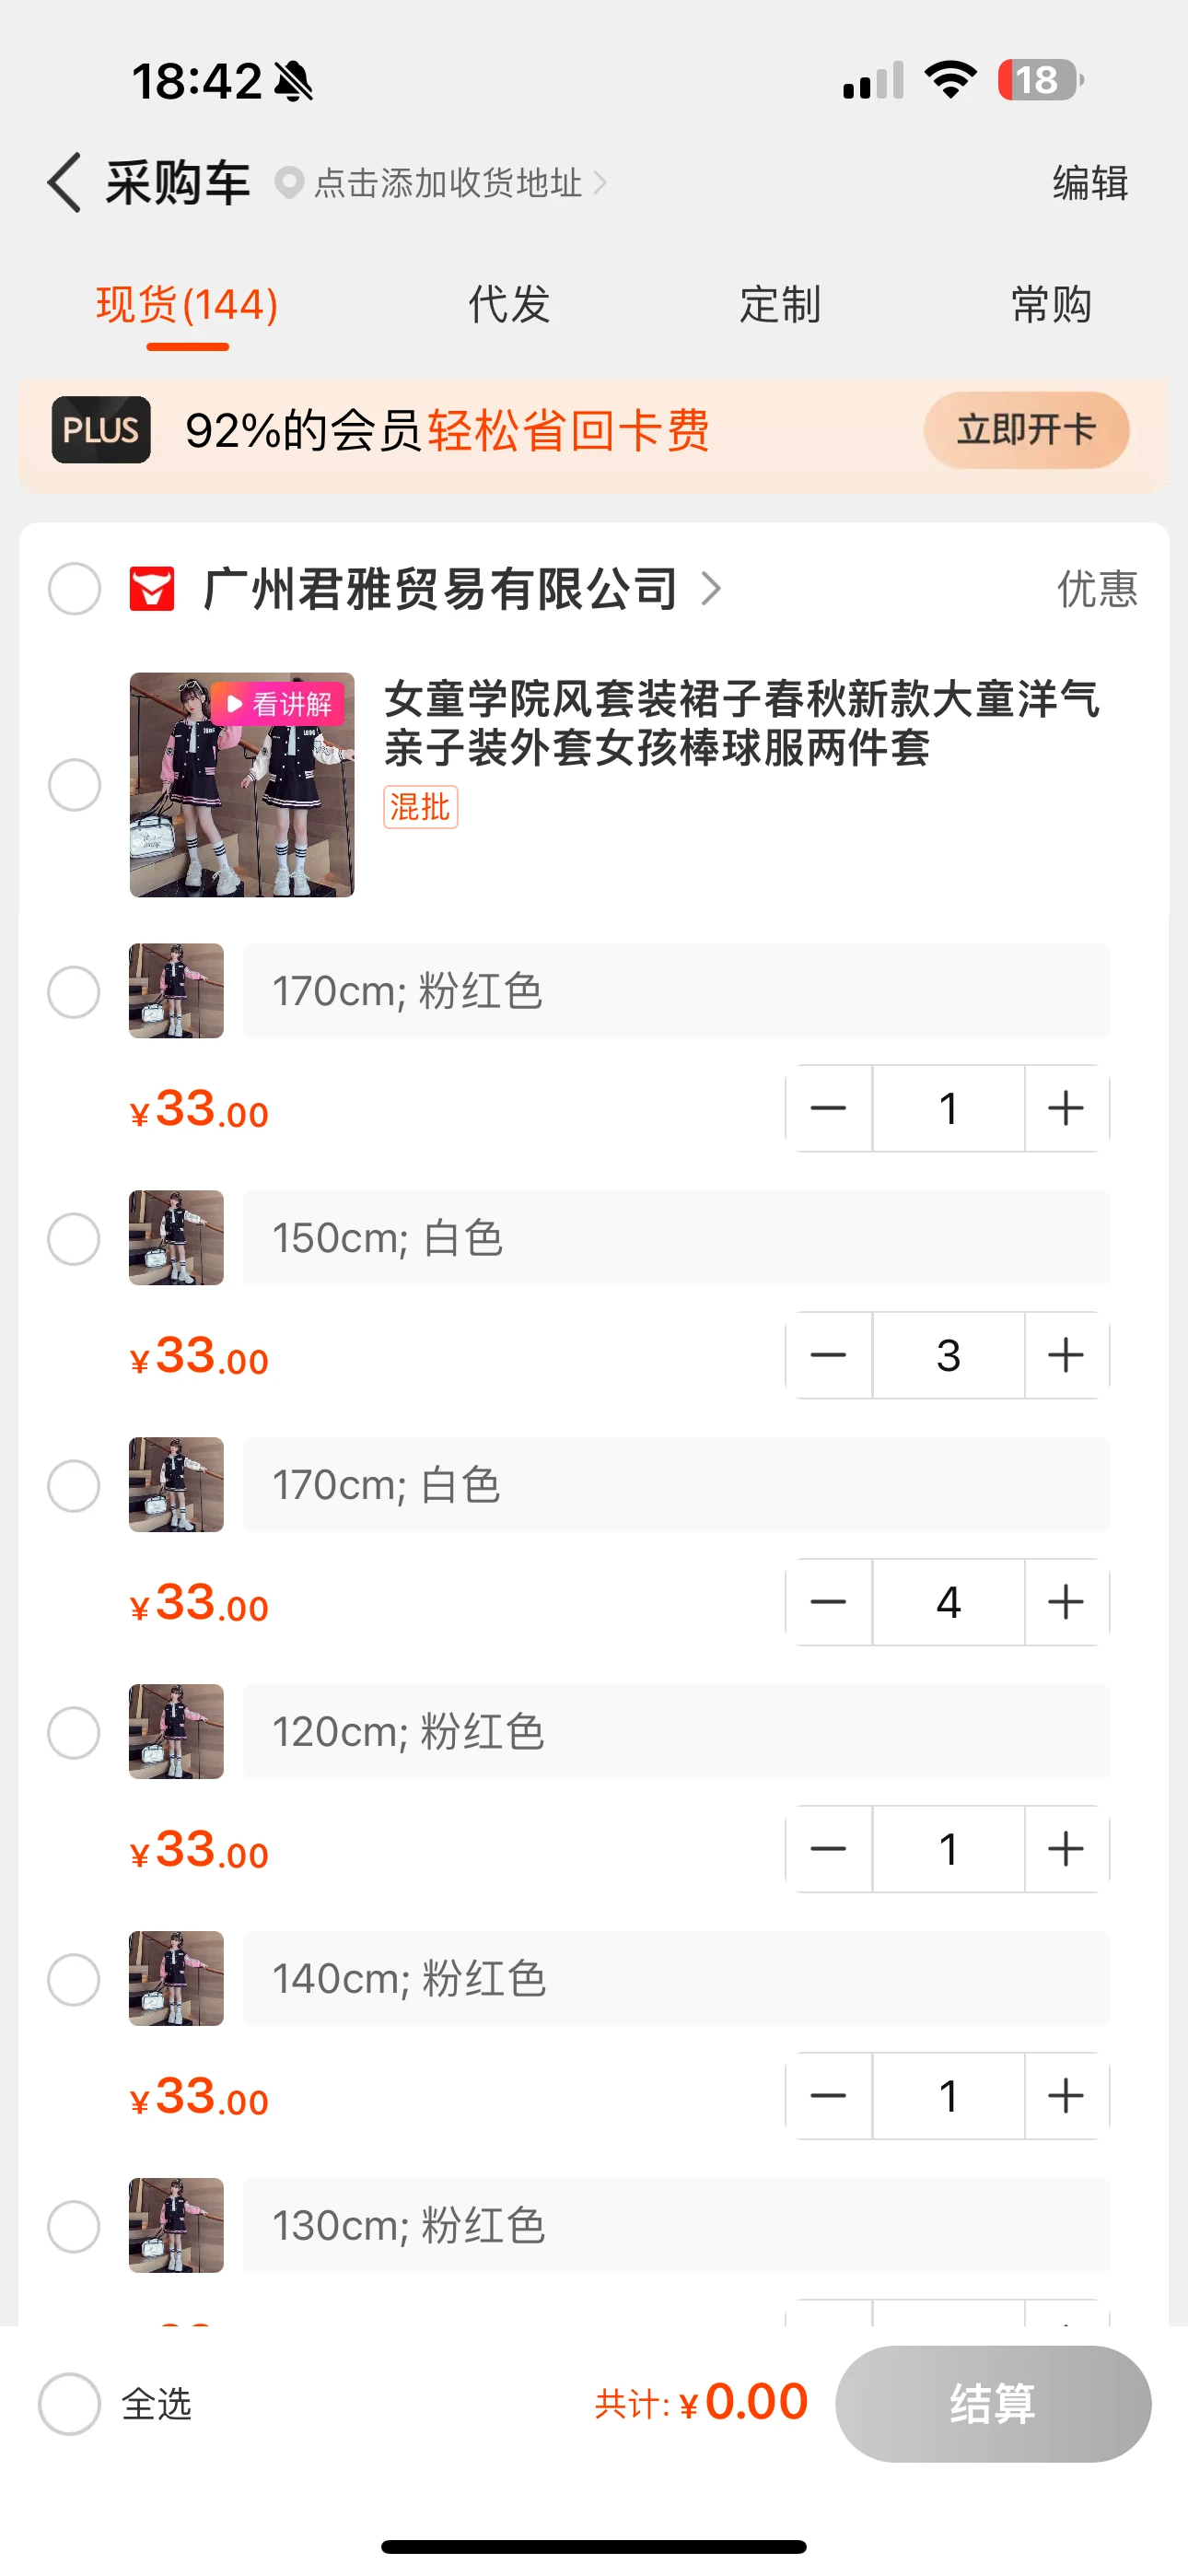 18:42
18
采购车 点击添加收货地址 编辑
现货(144) 代发 定制 常购
PLUS 92%的会员轻松省回卡费 立即开卡
广州君雅贸易有限公司 优惠
看讲解
女童学院风套装裙子春秋新款大童洋气
亲子装外套女孩棒球服两件套
混批
170cm; 粉红色
¥33.00 1
150cm; 白色
¥33.00 3
170cm; 白色
¥33.00 4
120cm; 粉红色
¥33.00 1
140cm; 粉红色
¥33.00 1
130cm; 粉红色
全选 共计: ¥0.00 结算